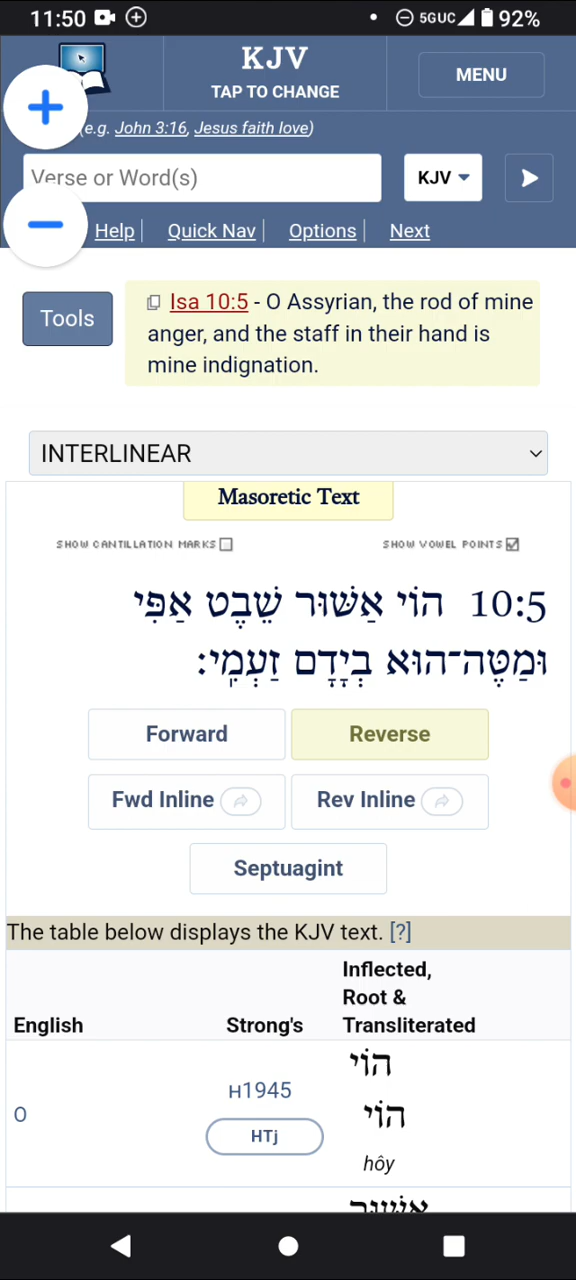 11:50 5GUC 92%
KJV
TAP TO CHANGE
MENU
(e.g. John 3:16, Jesus faith love)
Verse or Word(s)
KJV
Help| Quick Nav| Options| Next
Tools
Isa 10:5 - O Assyrian, the rod of mine
anger, and the staff in their hand is
mine indignation.
INTERLINEAR
Masoretic Text
SHOW CANTILLATION MARKS
SHOW VOWEL POINTS
10:5 הוֹי אַשּׁוּר שֵׁבֶט אַפִּי
וּמַטֶּה־הוּא בְיָדָם זַעְמִֽי׃
Forward
Reverse
Fwd Inline
Rev Inline
Septuagint
The table below displays the KJV text. [?]
English
Strong's
Inflected,
Root &
Transliterated
O
H1945
HTj
הוֹי
הוֹי
hôy
אַשּׁוּר